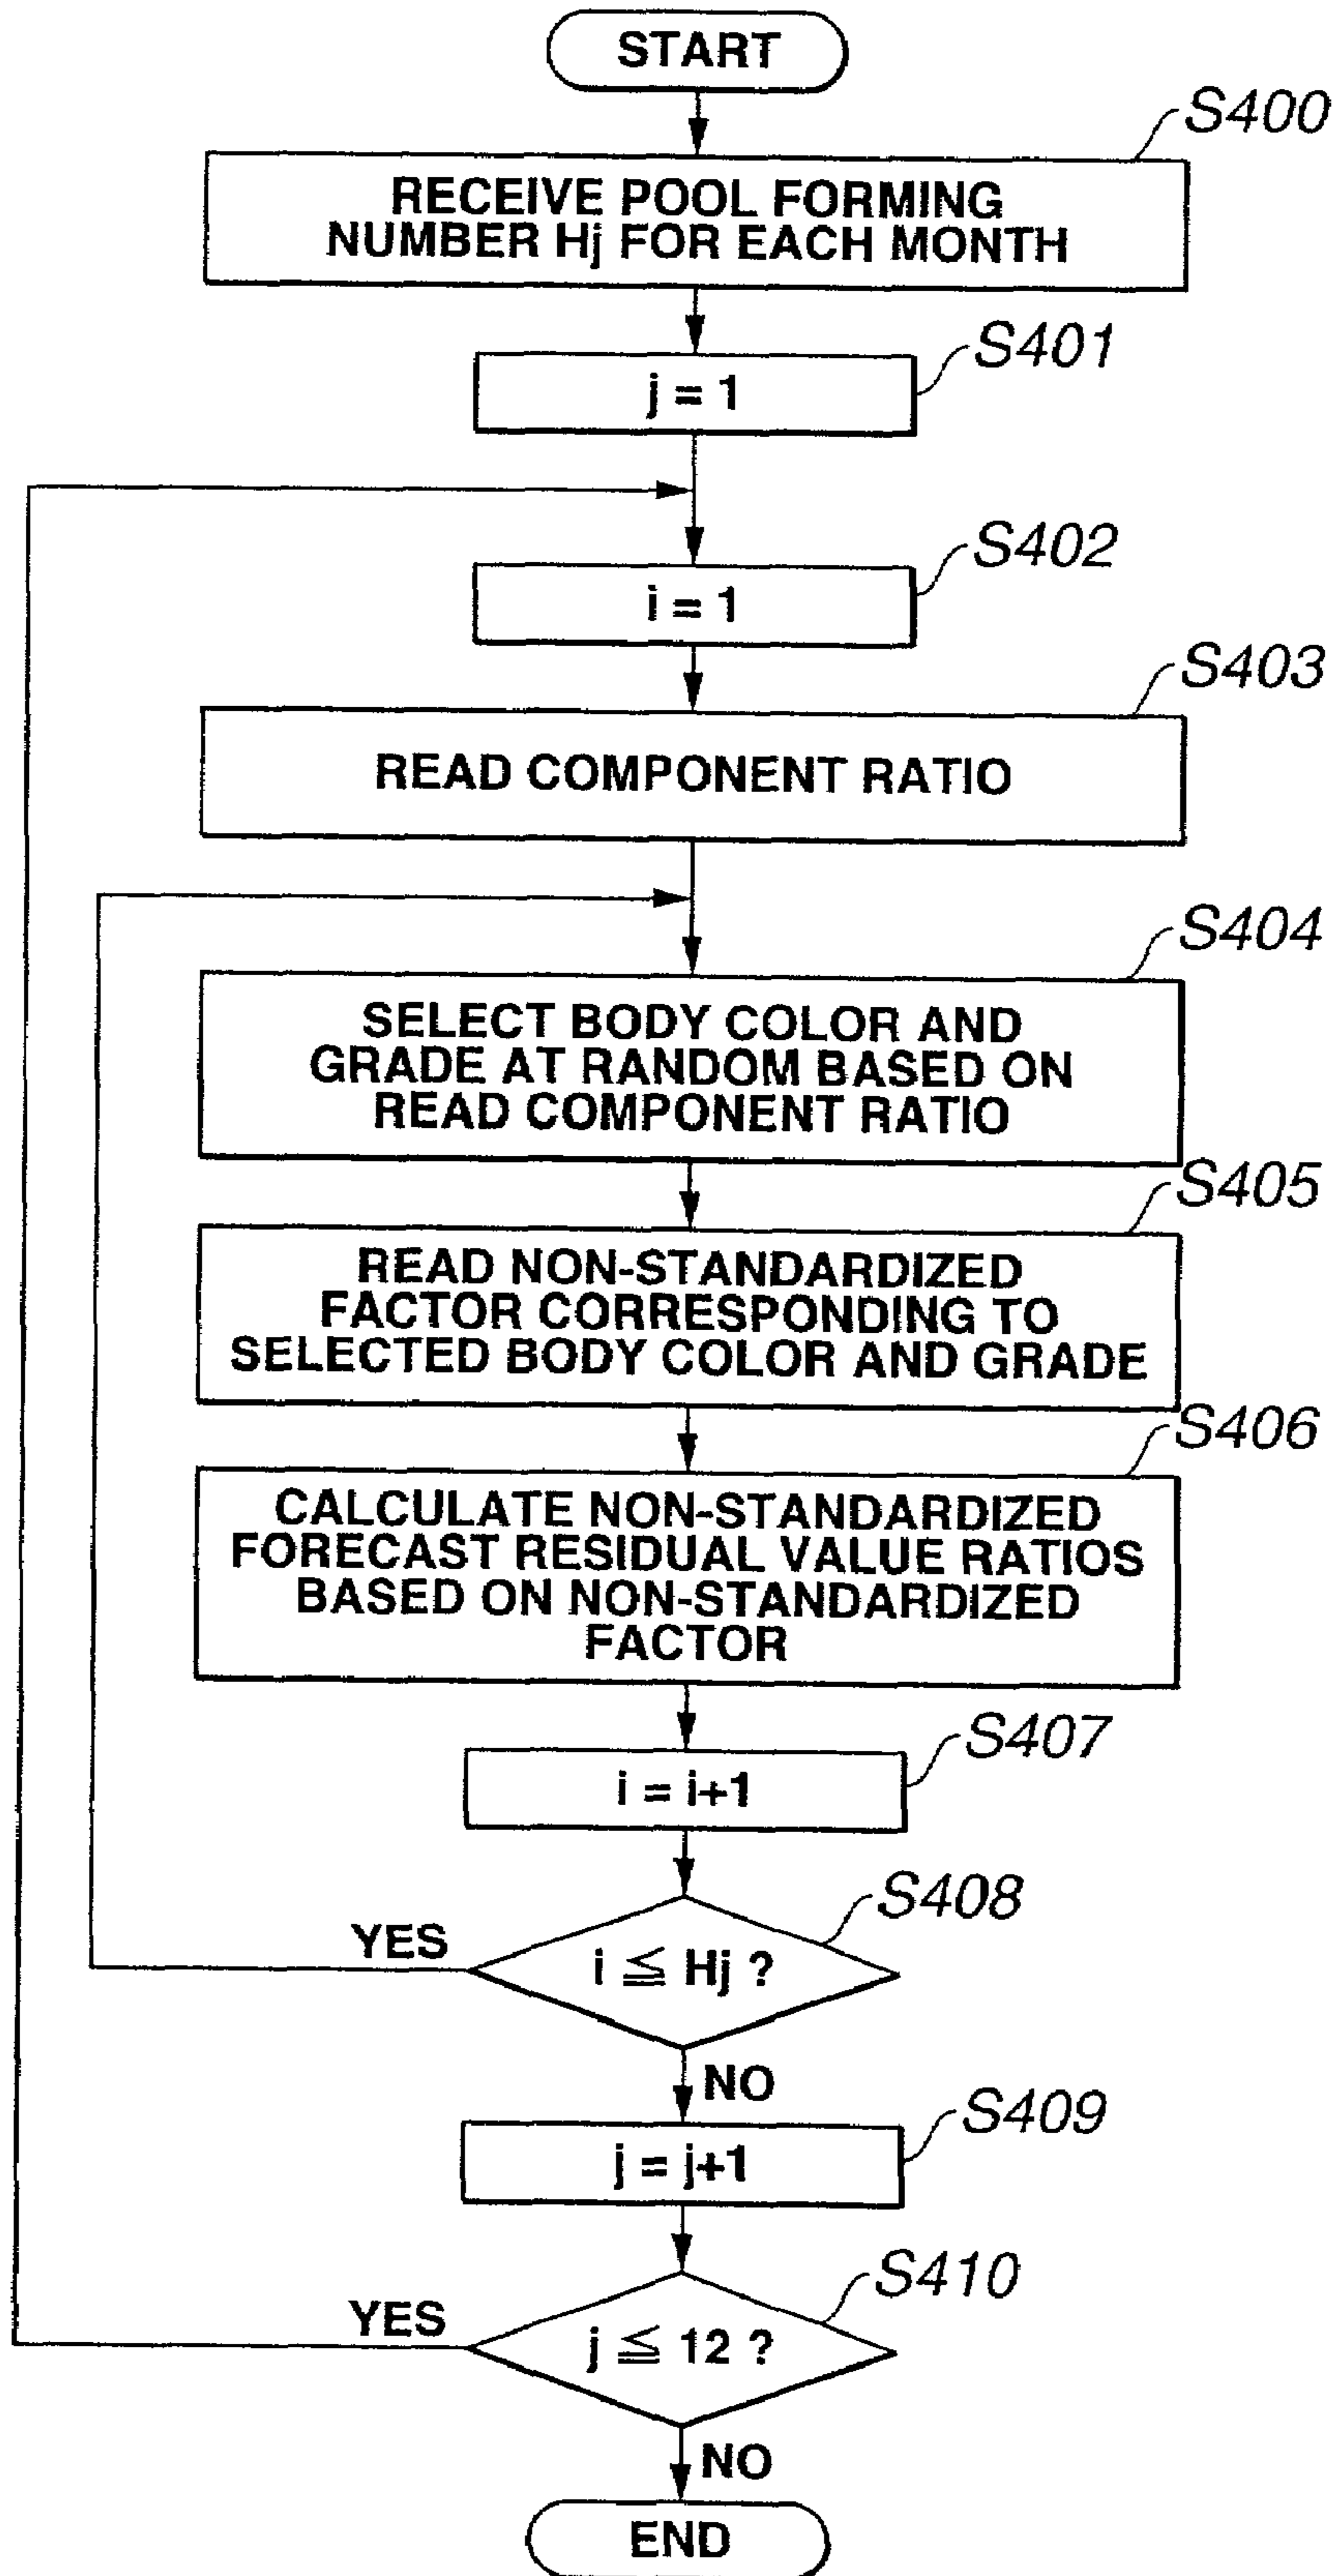 START
S400
RECEIVE POOL FORMING
NUMBER Hj FOR EACH MONTH
S401
j = 1
S402
i = 1
S403
READ COMPONENT RATIO
S404
SELECT BODY COLOR AND
GRADE AT RANDOM BASED ON
READ COMPONENT RATIO
S405
READ NON-STANDARDIZED
FACTOR CORRESPONDING TO
SELECTED BODY COLOR AND GRADE
S406
CALCULATE NON-STANDARDIZED
FORECAST RESIDUAL VALUE RATIOS
BASED ON NON-STANDARDIZED
FACTOR
S407
i = i+1
S408
YES
i ≦ Hj ?
NO
S409
j = j+1
S410
YES
j ≦ 12 ?
NO
END